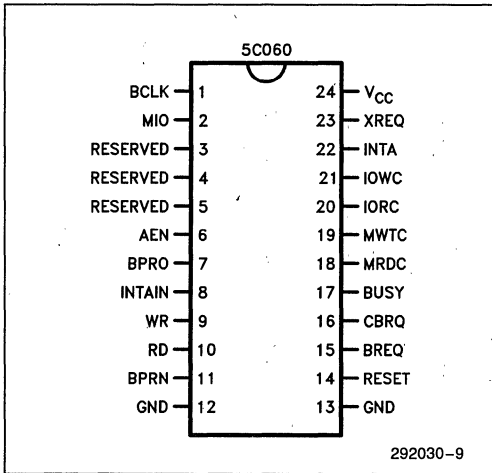 5C060
BCLK 1 24 VCC
MIO 2 23 XREQ
RESERVED 3 22 INTA
RESERVED 4 21 IOWC
RESERVED 5 20 IORC
AEN 6 19 MWTC
BPRO 7 18 MRDC
INTAIN 8 17 BUSY
WR 9 16 CBRQ
RD 10 15 BREQ
BPRN 11 14 RESET
GND 12 13 GND
292030-9